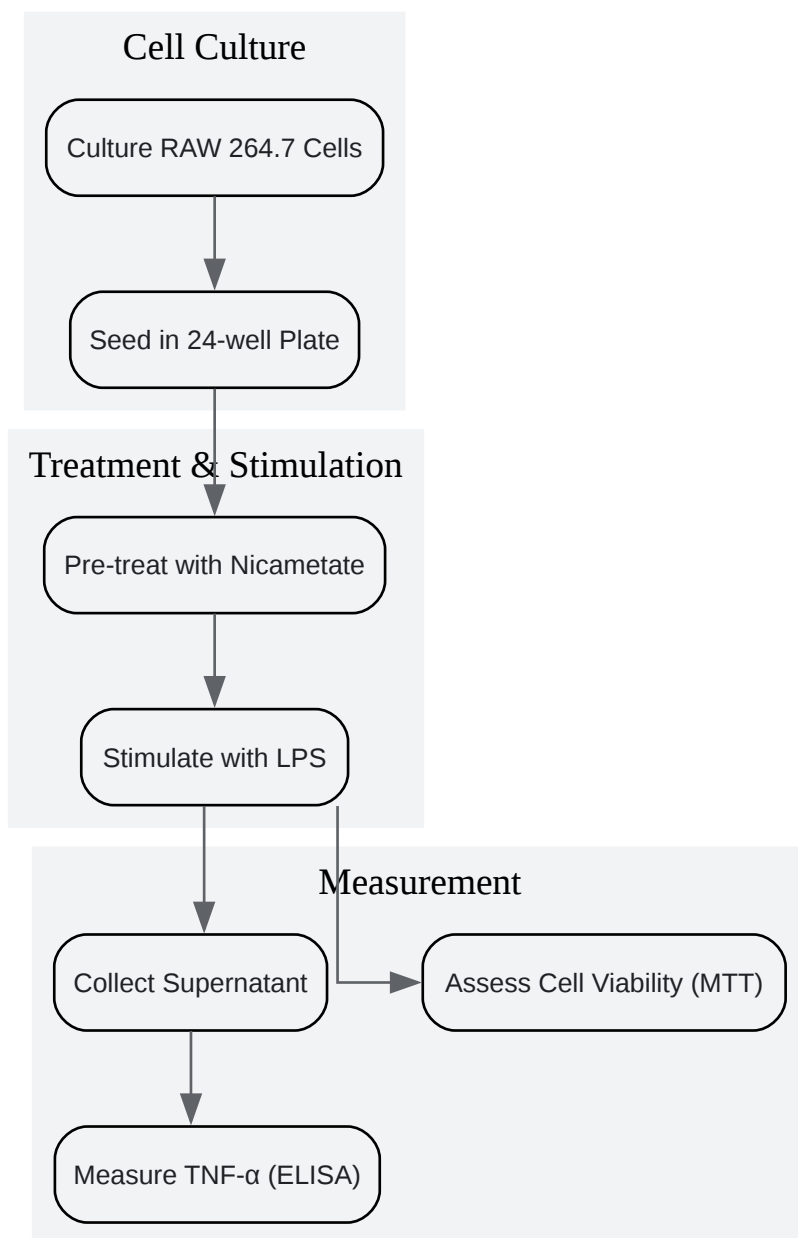 Cell Culture
Culture RAW 264.7 Cells
Seed in 24-well Plate
Treatment & Stimulation
Pre-treat with Nicametate
Stimulate with LPS
Measurement
Collect Supernatant
Assess Cell Viability (MTT)
Measure TNF-α (ELISA)